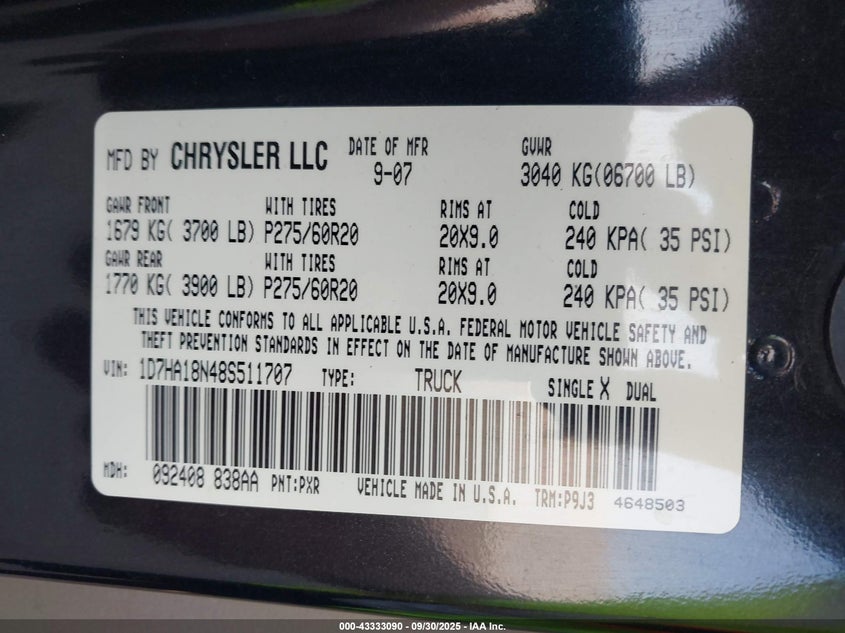 MFD BY CHRYSLER LLC DATE OF MFR 9-07 GVWR 3040 KG(06700 LB)
GAWR FRONT WITH TIRES RIMS AT COLD
1679 KG( 3700 LB) P275/60R20 20X9.0 240 KPA( 35 PSI)
GAWR REAR WITH TIRES RIMS AT COLD
1770 KG( 3900 LB) P275/60R20 20X9.0 240 KPA( 35 PSI)
THIS VEHICLE CONFORMS TO ALL APPLICABLE U.S.A. FEDERAL MOTOR VEHICLE SAFETY AND
THEFT PREVENTION STANDARDS IN EFFECT ON THE DATE OF MANUFACTURE SHOWN ABOVE.
VIN: 1D7HA18N48S511707 TYPE: TRUCK SINGLE X DUAL
MDH: 092408 838AA PNT:PXR VEHICLE MADE IN U.S.A. TRM:P9J3 4648503
000-43333090 - 09/30/2025 - IAA Inc.